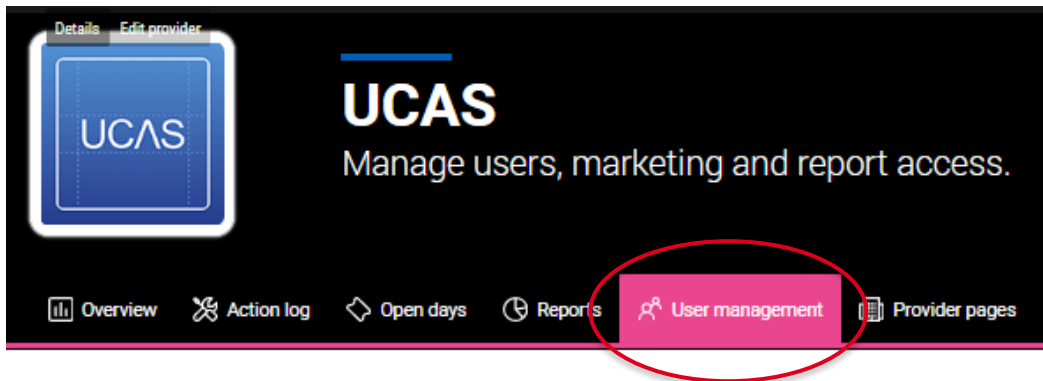 Details Edit provider
UCAS
UCAS
Manage users, marketing and report access.
Overview Action log Open days Reports User management Provider pages